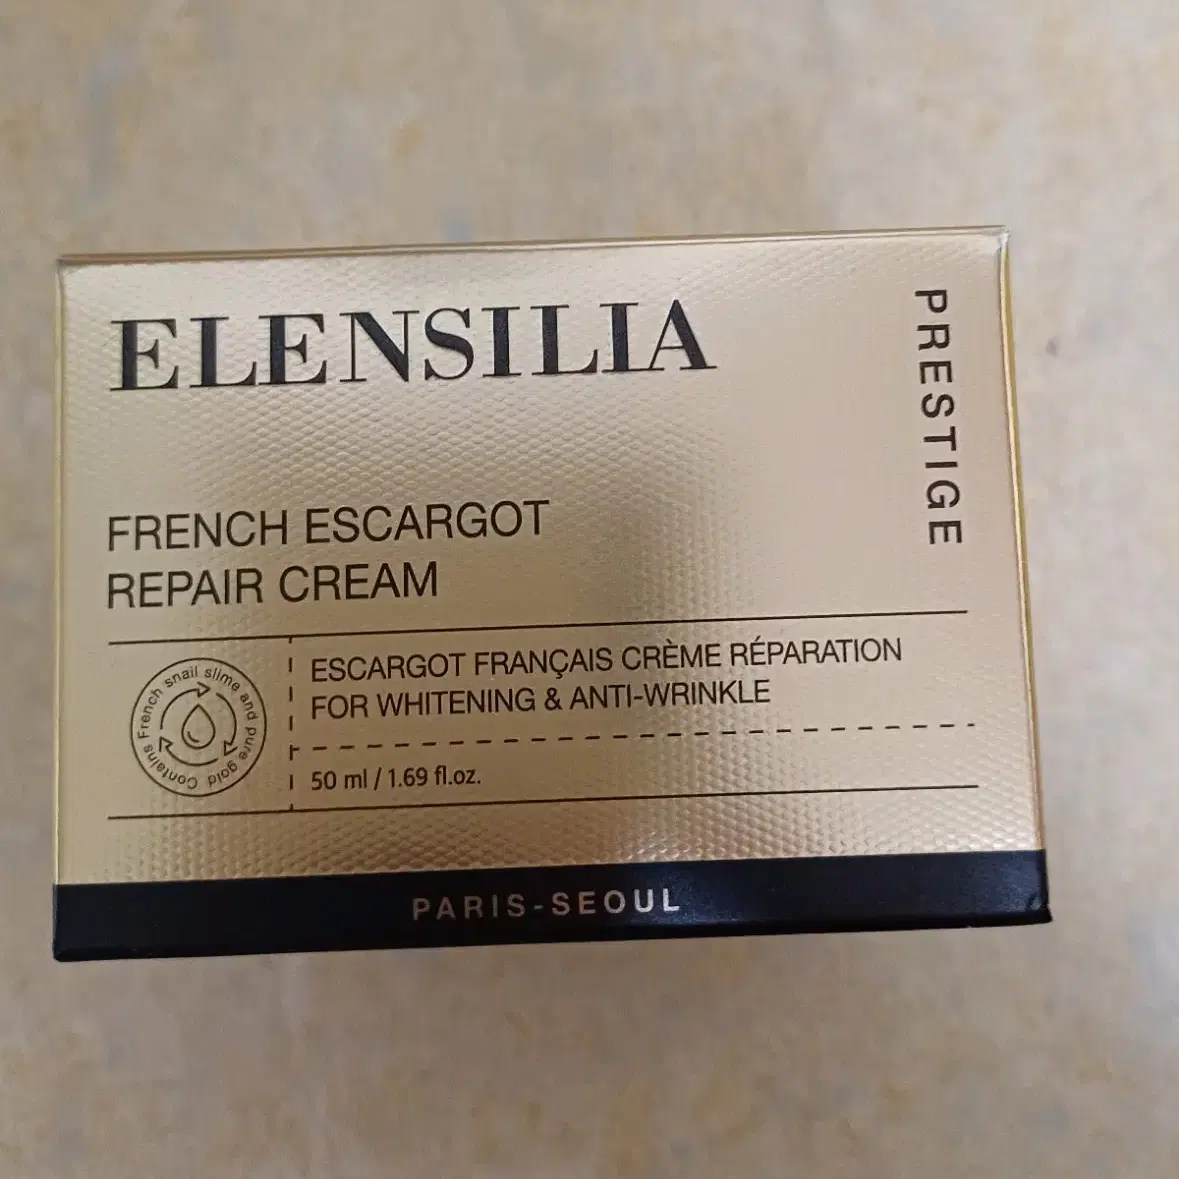 ELENSILIA
PRESTIGE
FRENCH ESCARGOT
REPAIR CREAM
Contains French snail slime and pure gold
ESCARGOT FRANÇAIS CRÈME RÉPARATION
FOR WHITENING & ANTI-WRINKLE
50 ml / 1.69 fl.oz.
PARIS-SEOUL